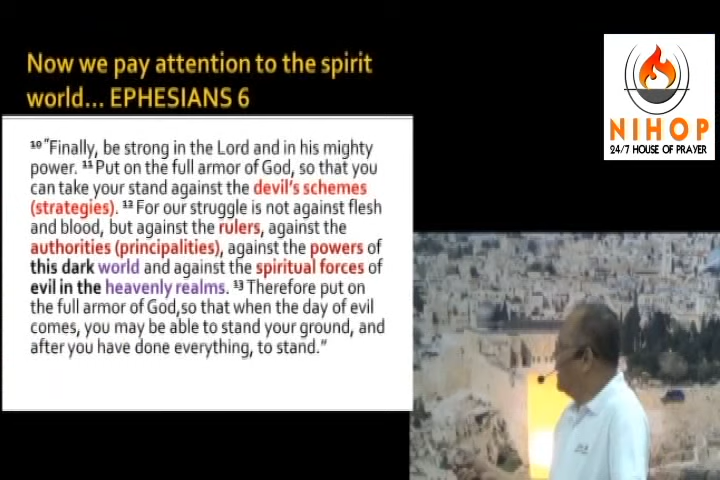 Now we pay attention to the spirit
world... EPHESIANS 6
¹⁰ "Finally, be strong in the Lord and in his mighty
power. ¹¹ Put on the full armor of God, so that you
can take your stand against the devil's schemes
(strategies). ¹² For our struggle is not against flesh
and blood, but against the rulers, against the
authorities (principalities), against the powers of
this dark world and against the spiritual forces of
evil in the heavenly realms. ¹³ Therefore put on
the full armor of God,so that when the day of evil
comes, you may be able to stand your ground, and
after you have done everything, to stand."
NIHOP
24/7 HOUSE OF PRAYER